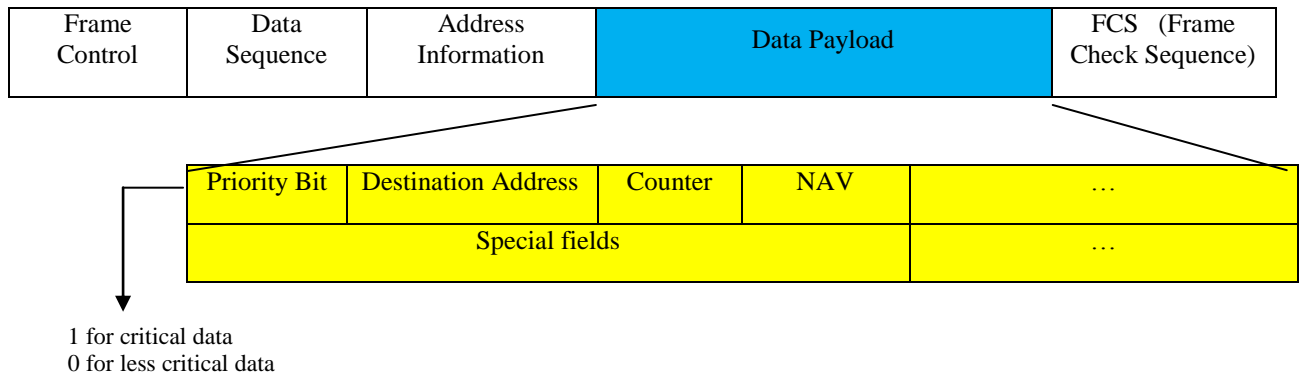 Frame Control
Data Sequence
Address Information
Data Payload
FCS (Frame Check Sequence)
Priority Bit
Destination Address
Counter
NAV
…
Special fields
…
1 for critical data
0 for less critical data